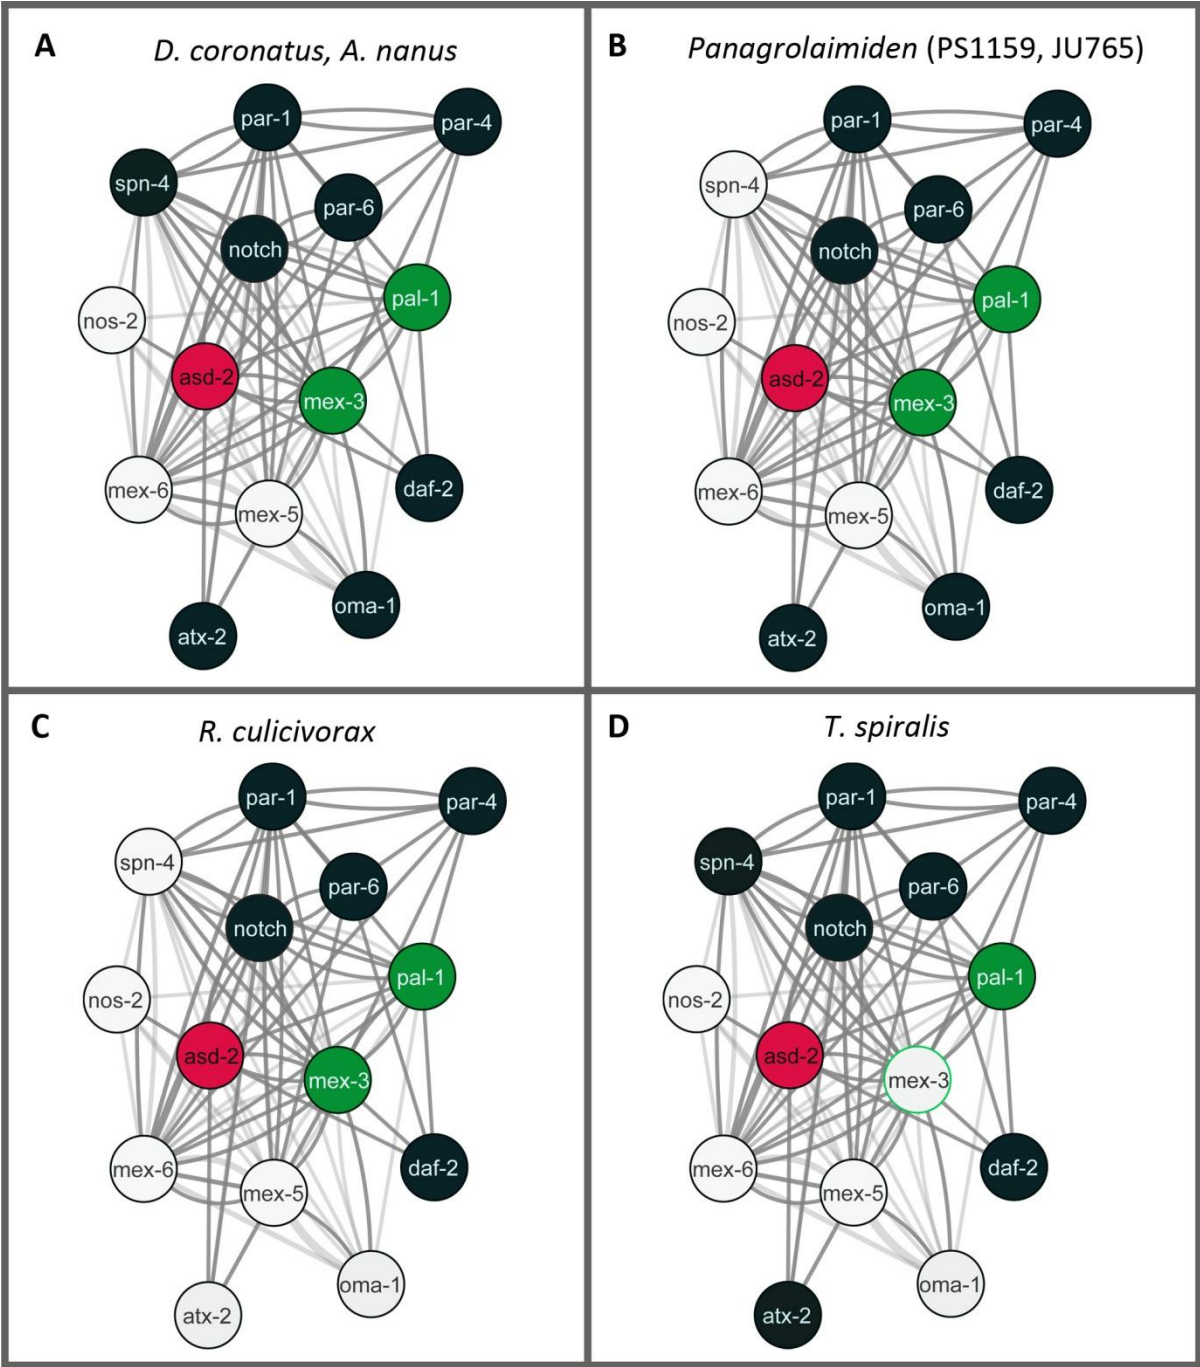 A
D. coronatus, A. nanus
par-1
par-4
spn-4
par-6
notch
pal-1
nos-2
asd-2
mex-3
mex-6
mex-5
daf-2
oma-1
atx-2
B
Panagrolaimiden (PS1159, JU765)
par-1
par-4
spn-4
par-6
notch
pal-1
nos-2
asd-2
mex-3
mex-6
mex-5
daf-2
oma-1
atx-2
C
R. culicivorax
par-1
par-4
spn-4
par-6
notch
pal-1
nos-2
asd-2
mex-3
mex-6
mex-5
daf-2
oma-1
atx-2
D
T. spiralis
par-1
par-4
spn-4
par-6
notch
pal-1
nos-2
asd-2
mex-3
mex-6
mex-5
daf-2
oma-1
atx-2